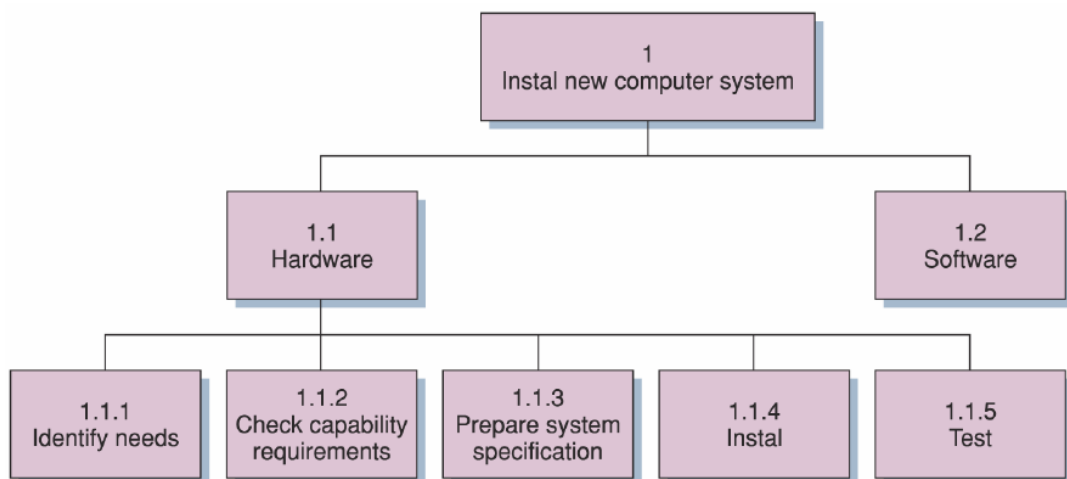 1
Instal new computer system
1.1
Hardware
1.2
Software
1.1.1
Identify needs
1.1.2
Check capability
requirements
1.1.3
Prepare system
specification
1.1.4
Instal
1.1.5
Test